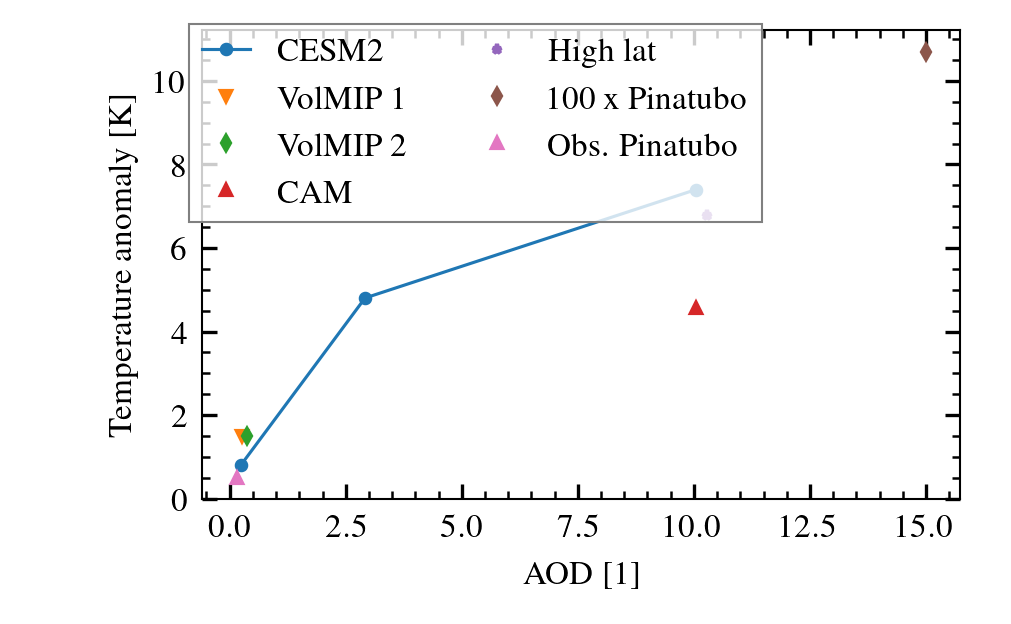 CESM2
VolMIP 1
VolMIP 2
CAM
High lat
100 x Pinatubo
Obs. Pinatubo
Temperature anomaly [K]
10
8
6
4
2
0
0.0 2.5 5.0 7.5 10.0 12.5 15.0
AOD [1]